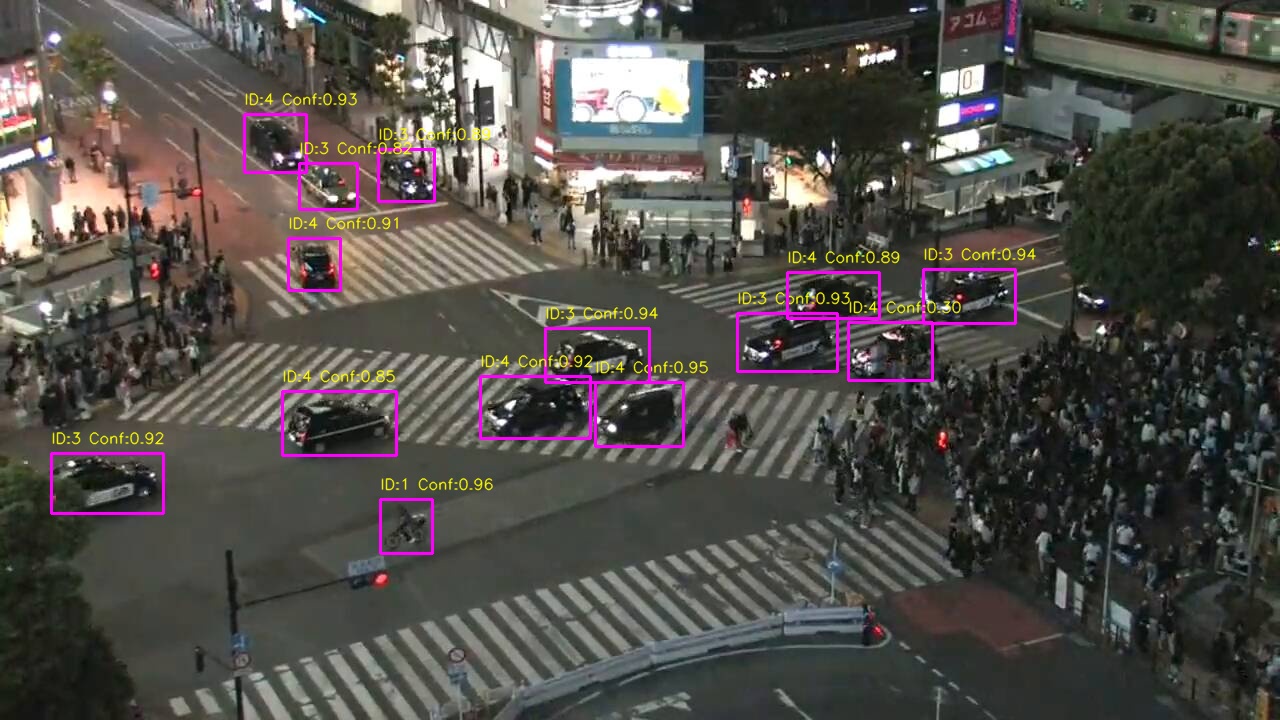 アコム
ID:4 Conf:0.93
ID:3 Conf:0.88
ID:3 Conf:0.82
ID:4 Conf:0.91
ID:4 Conf:0.89
ID:3 Conf:0.94
ID:3 Conf:0.93
ID:4 Conf:0.30
ID:3 Conf:0.94
ID:4 Conf:0.92
ID:4 Conf:0.95
ID:4 Conf:0.85
ID:3 Conf:0.92
ID:1 Conf:0.96